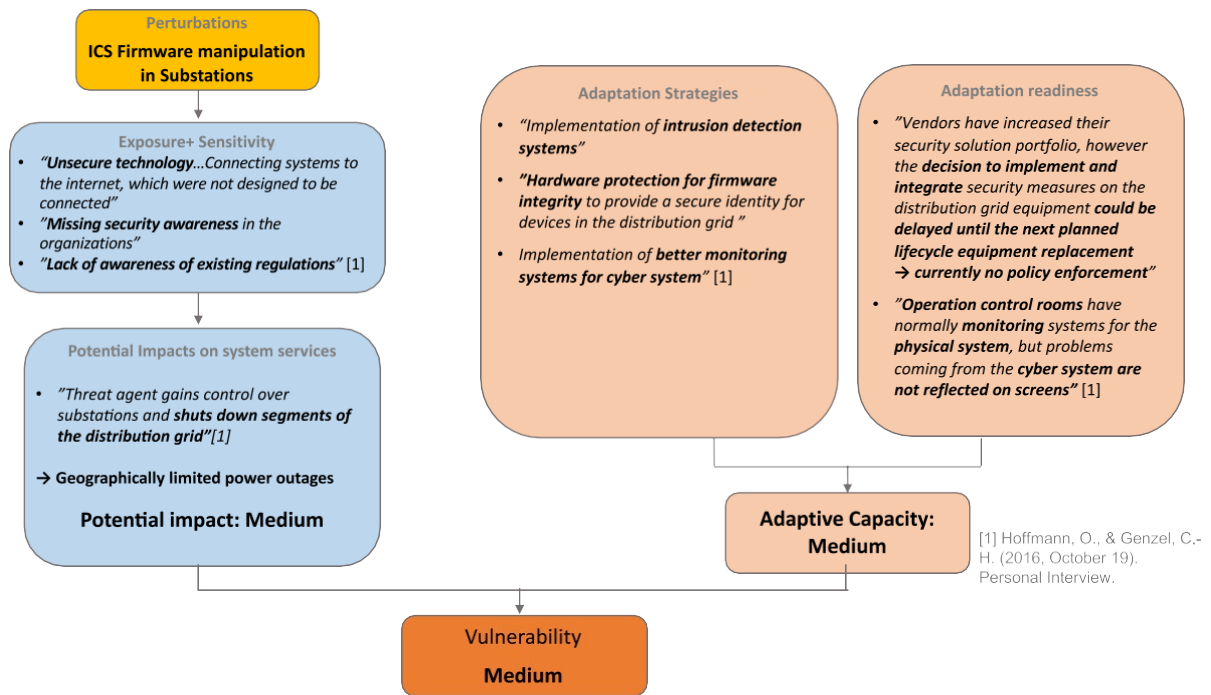 Perturbations
ICS Firmware manipulation
in Substations
Exposure+ Sensitivity
• "Unsecure technology...Connecting systems to
the internet, which were not designed to be
connected"
• "Missing security awareness in the
organizations"
• "Lack of awareness of existing regulations" [1]
Potential Impacts on system services
• "Threat agent gains control over
substations and shuts down segments of
the distribution grid"[1]
→ Geographically limited power outages
Potential impact: Medium
Adaptation Strategies
• "Implementation of intrusion detection
systems"
• "Hardware protection for firmware
integrity to provide a secure identity for
devices in the distribution grid "
• Implementation of better monitoring
systems for cyber system" [1]
Adaptation readiness
• "Vendors have increased their
security solution portfolio, however
the decision to implement and
integrate security measures on the
distribution grid equipment could be
delayed until the next planned
lifecycle equipment replacement
→ currently no policy enforcement"
• "Operation control rooms have
normally monitoring systems for the
physical system, but problems
coming from the cyber system are
not reflected on screens" [1]
Adaptive Capacity:
Medium
[1] Hoffmann, O., & Genzel, C.-
H. (2016, October 19).
Personal Interview.
Vulnerability
Medium